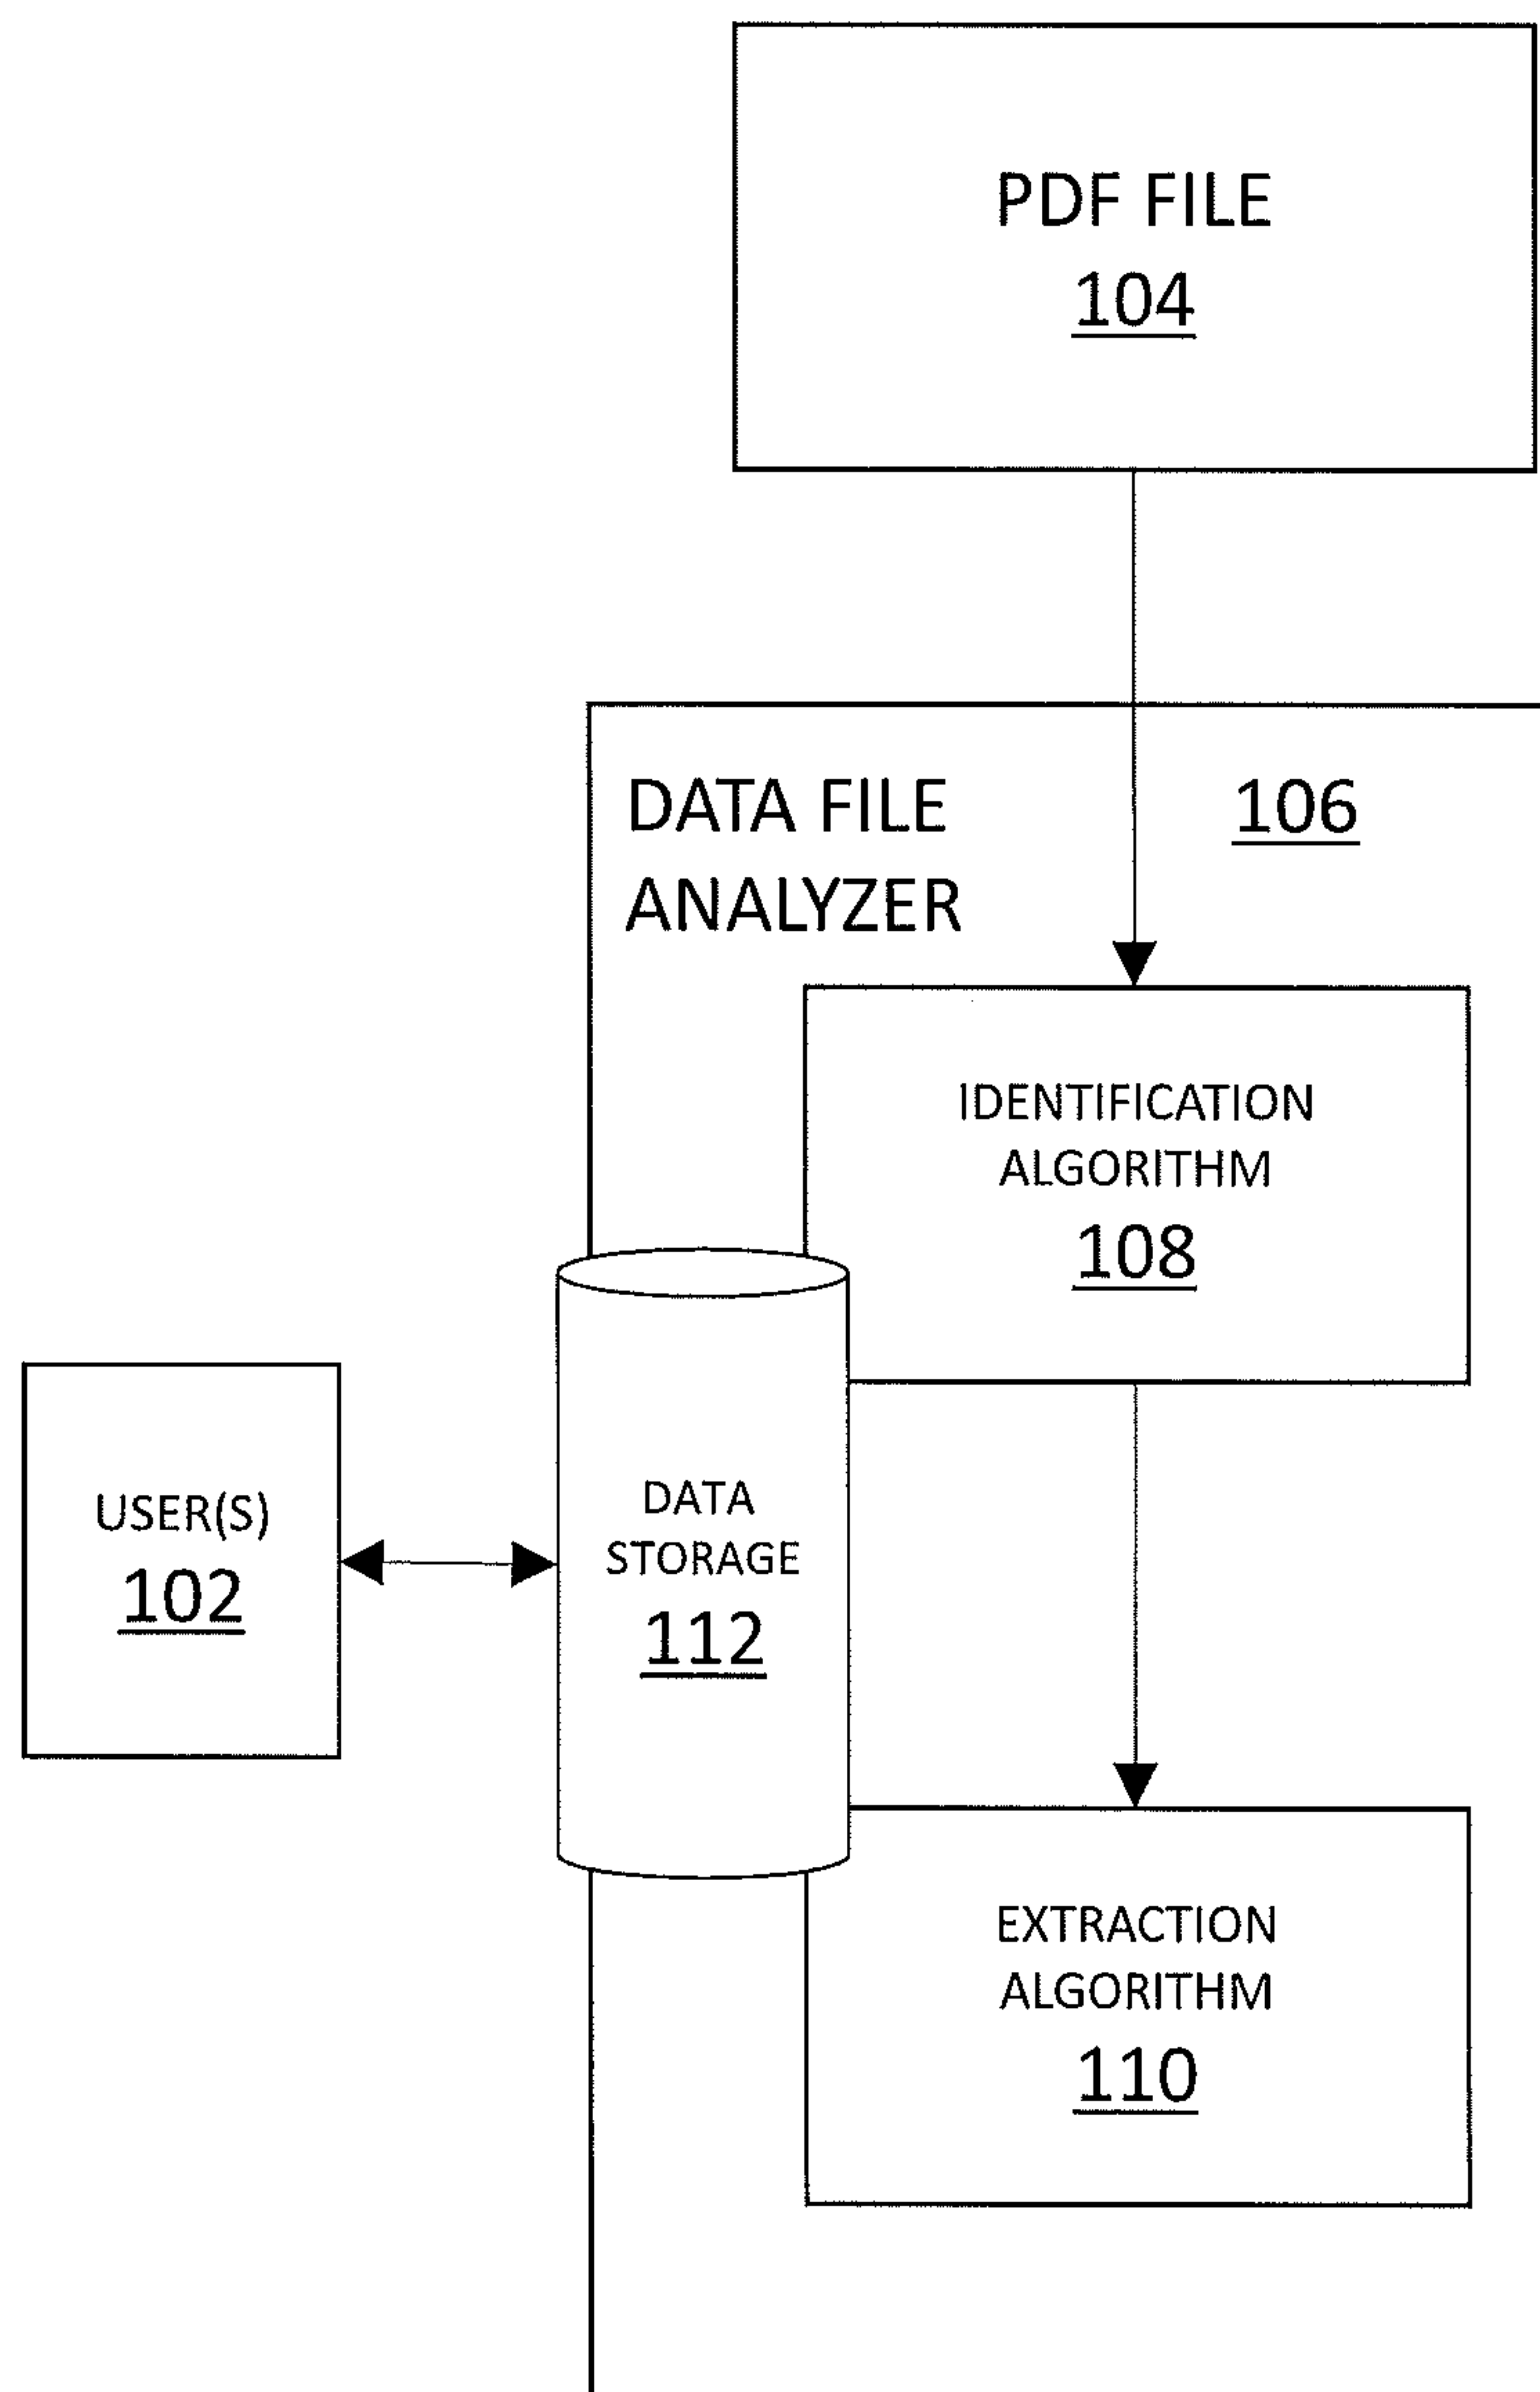 PDF FILE
104
DATA FILE
ANALYZER
106
IDENTIFICATION
ALGORITHM
108
USER(S)
102
DATA
STORAGE
112
EXTRACTION
ALGORITHM
110